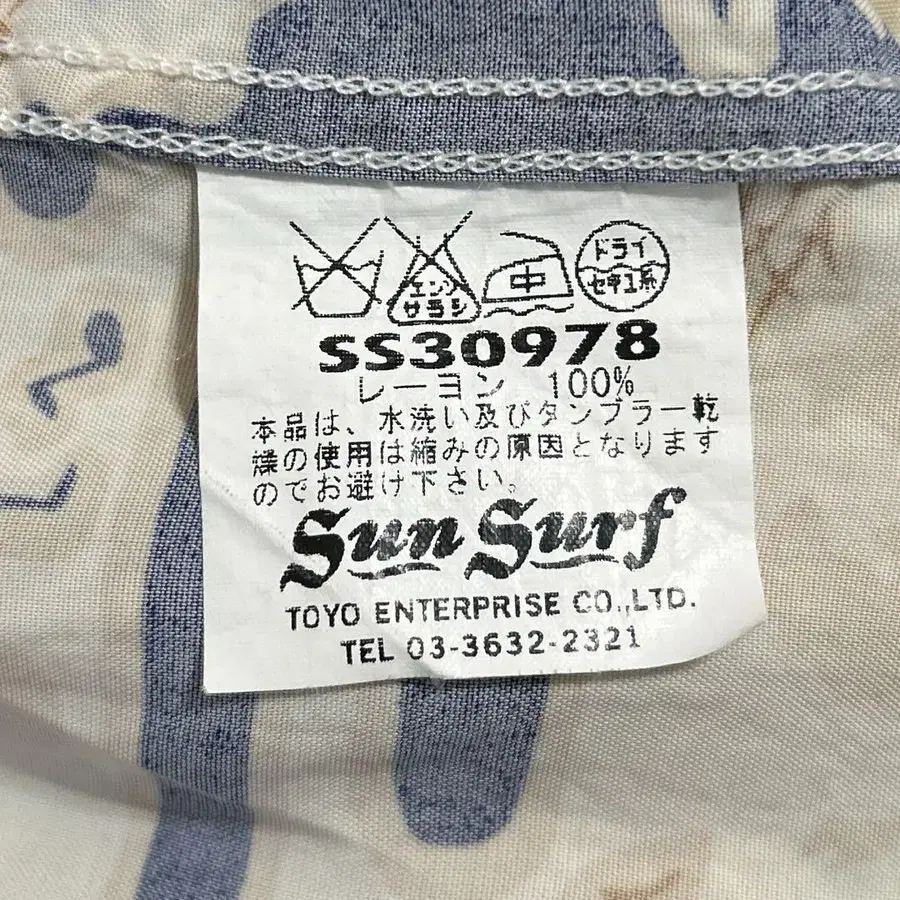 ドライ
エンソ
サラシ
中
セキユ系
SS30978
レーヨン 100%
本品は、水洗い及びタンブラー乾
燥の使用は縮みの原因となります
のでお避け下さい。
Sun Surf
TOYO ENTERPRISE CO.,LTD.
TEL 03-3632-2321